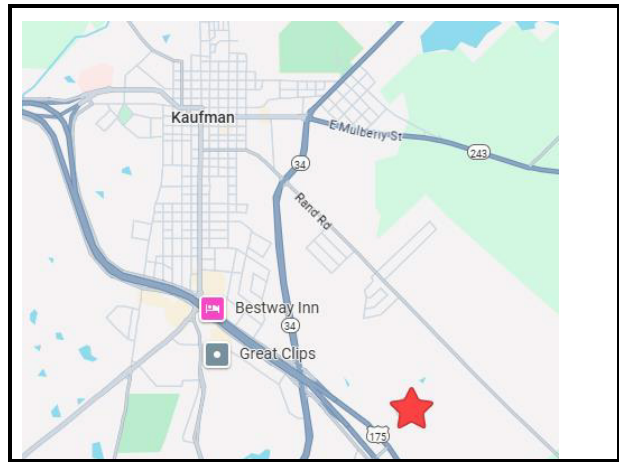 Kaufman
E Mulberry St
243
34
Rand Rd
Bestway Inn
34
Great Clips
175